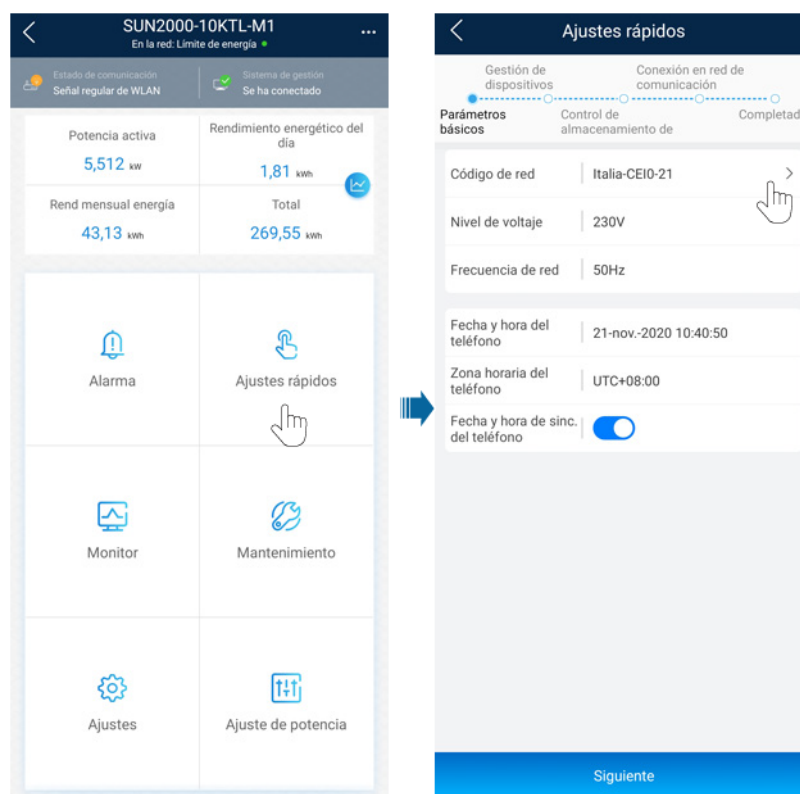 SUN2000-10KTL-M1
En la red: Límite de energía
Estado de comunicación
Señal regular de WLAN
Sistema de gestión
Se ha conectado
Potencia activa
5,512 kW
Rendimiento energético del
día
1,81 kWh
Rend mensual energía
43,13 kWh
Total
269,55 kWh
Alarma
Ajustes rápidos
Monitor
Mantenimiento
Ajustes
Ajuste de potencia
Ajustes rápidos
Gestión de
dispositivos
Conexión en red de
comunicación
Parámetros
básicos
Control de
almacenamiento de
Completad
Código de red
Italia-CEI0-21
Nivel de voltaje
230V
Frecuencia de red
50Hz
Fecha y hora del
teléfono
21-nov.-2020 10:40:50
Zona horaria del
teléfono
UTC+08:00
Fecha y hora de sinc.
del teléfono
Siguiente